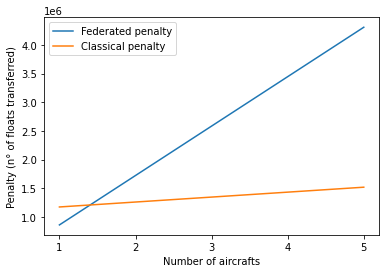 1e6
Federated penalty
Classical penalty
4.0
3.5
3.0
2.5
2.0
1.5
1.0
Penalty (n° of floats transferred)
1 2 3 4 5
Number of aircrafts